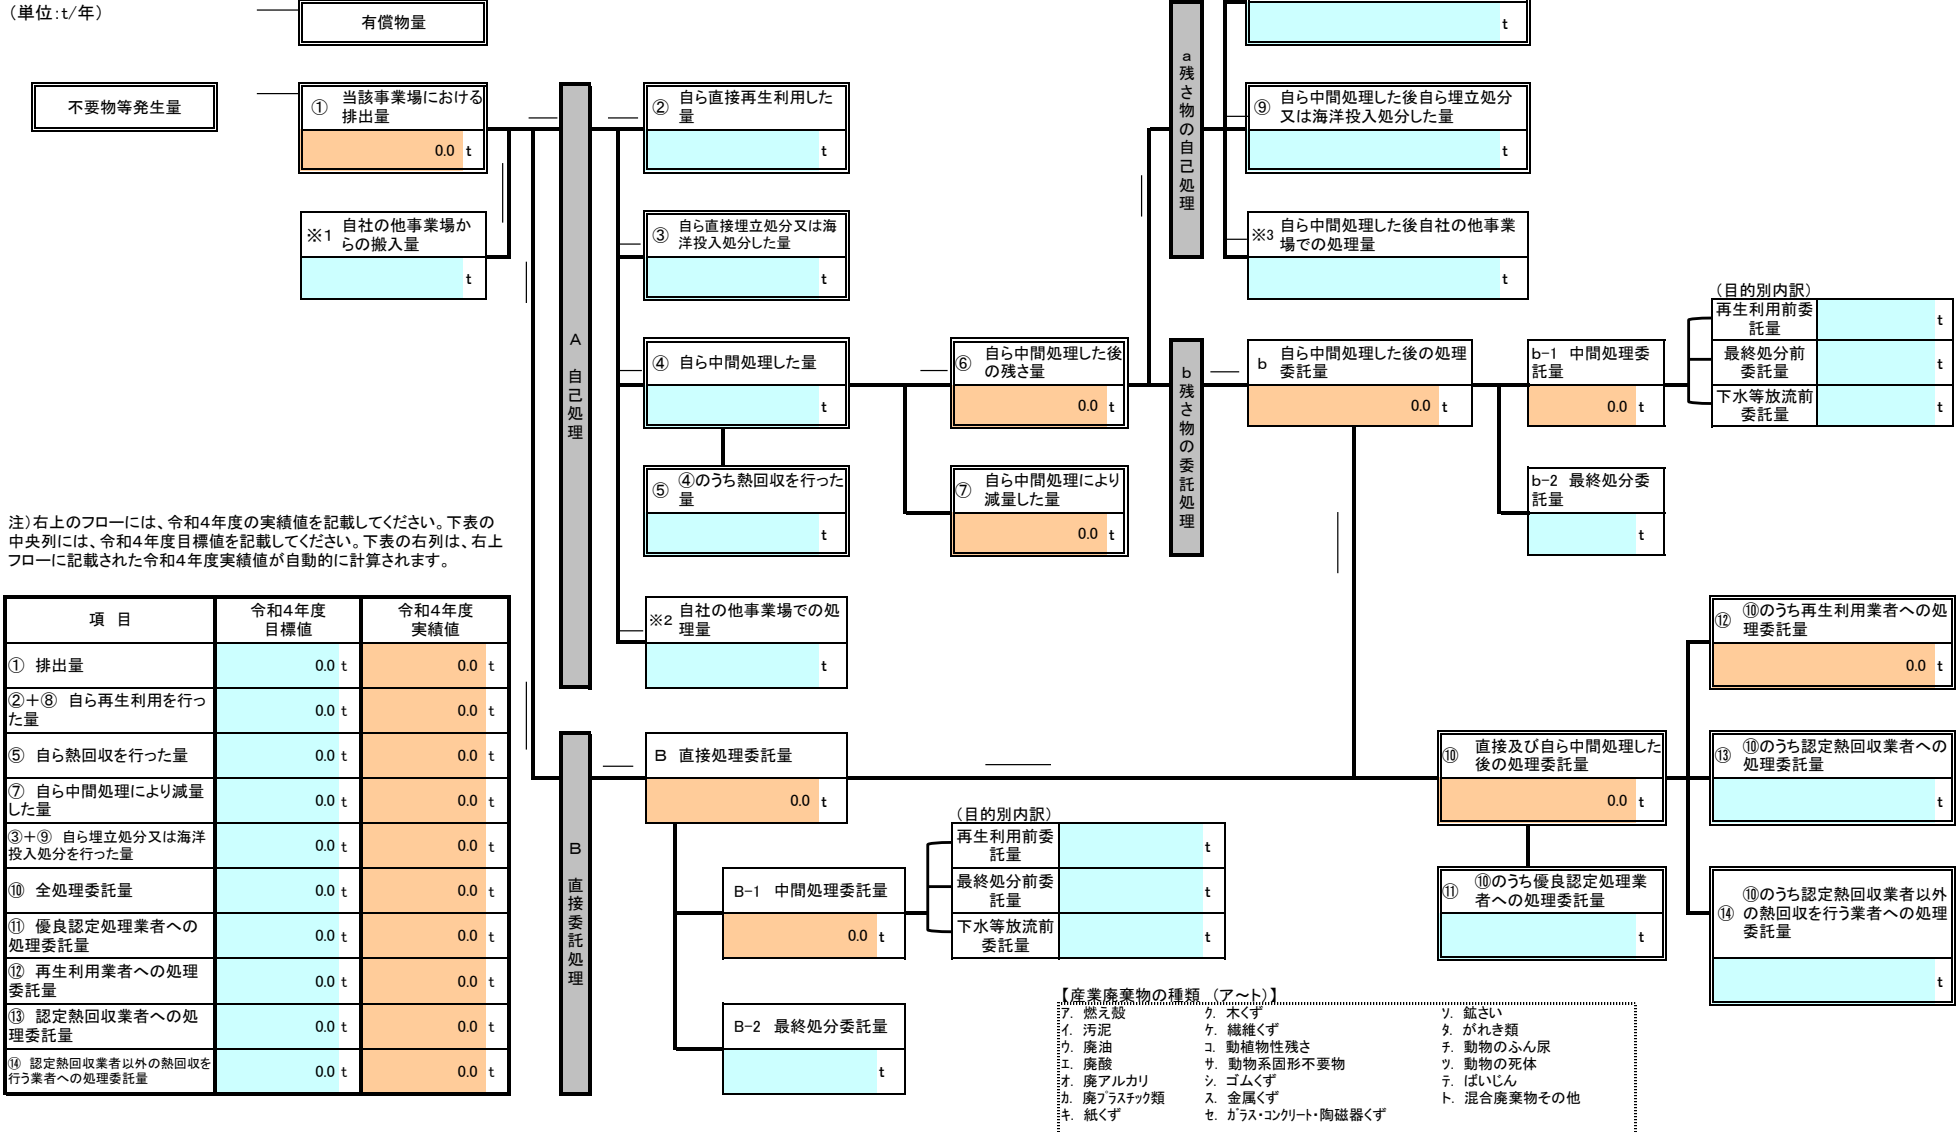 (単位:t/年)
有償物量
t
不要物等発生量
① 当該事業場における
排出量
0.0 t
※1 自社の他事業場か
らの搬入量
t
A 自己処理
② 自ら直接再生利用した
量
t
③ 自ら直接埋立処分又は海
洋投入処分した量
t
④ 自ら中間処理した量
t
⑤ ④のうち熱回収を行った
量
t
※2 自社の他事業場での処
理量
t
⑥ 自ら中間処理した後
の残さ量
0.0 t
⑦ 自ら中間処理により
減量した量
0.0 t
a 残さ物の自己処理
⑨ 自ら中間処理した後自ら埋立処分
又は海洋投入処分した量
t
※3 自ら中間処理した後自社の他事業
場での処理量
t
b 残さ物の委託処理
b 自ら中間処理した後の処理
委託量
0.0 t
b-1 中間処理委
託量
0.0 t
b-2 最終処分委
託量
t
(目的別内訳)
再生利用前委
託量
t
最終処分前
委託量
t
下水等放流前
委託量
t
注)右上のフローには、令和4年度の実績値を記載してください。下表の
中央列には、令和4年度目標値を記載してください。下表の右列は、右上
フローに記載された令和4年度実績値が自動的に計算されます。
項 目 令和4年度
目標値 令和4年度
実績値
① 排出量 0.0 t 0.0 t
②+⑧ 自ら再生利用を行っ
た量 0.0 t 0.0 t
⑤ 自ら熱回収を行った量 0.0 t 0.0 t
⑦ 自ら中間処理により減量
した量 0.0 t 0.0 t
③+⑨ 自ら埋立処分又は海洋
投入処分を行った量 0.0 t 0.0 t
⑩ 全処理委託量 0.0 t 0.0 t
⑪ 優良認定処理業者への
処理委託量 0.0 t 0.0 t
⑫ 再生利用業者への処理
委託量 0.0 t 0.0 t
⑬ 認定熱回収業者への処
理委託量 0.0 t 0.0 t
⑭ 認定熱回収業者以外の熱回収を
行う業者への処理委託量 0.0 t 0.0 t
B 直接委託処理
B 直接処理委託量
0.0 t
B-1 中間処理委託量
0.0 t
B-2 最終処分委託量
t
(目的別内訳)
再生利用前委
託量
t
最終処分前委
託量
t
下水等放流前
委託量
t
⑩ 直接及び自ら中間処理した
後の処理委託量
0.0 t
⑪ ⑩のうち優良認定処理業
者への処理委託量
t
⑫ ⑩のうち再生利用業者への処
理委託量
0.0 t
⑬ ⑩のうち認定熱回収業者への
処理委託量
t
⑭ ⑩のうち認定熱回収業者以外
の熱回収を行う業者への処理
委託量
t
【産業廃棄物の種類 (ア~ト)】
ア. 燃え殻 ク. 木くず ソ. 鉱さい
イ. 汚泥 ケ. 繊維くず タ. がれき類
ウ. 廃油 コ. 動植物性残さ チ. 動物のふん尿
エ. 廃酸 サ. 動物系固形不要物 ツ. 動物の死体
オ. 廃アルカリ シ. ゴムくず テ. ばいじん
カ. 廃プラスチック類 ス. 金属くず ト. 混合廃棄物その他
キ. 紙くず セ. ガラス・コンクリート・陶磁器くず